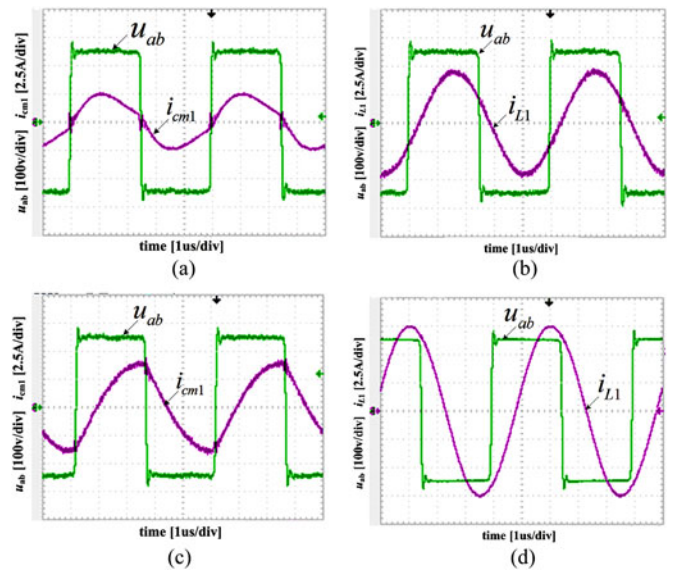 u_ab
i_cm1
u_ab [100v/div] i_cm1 [2.5A/div]
time [1us/div]
(a)
u_ab
i_L1
u_ab [100v/div] i_L1 [2.5A/div]
time [1us/div]
(b)
u_ab
i_cm1
u_ab [100v/div] i_cm1 [2.5A/div]
time [1us/div]
(c)
u_ab
i_L1
u_ab [100v/div] i_L1 [2.5A/div]
time [1us/div]
(d)